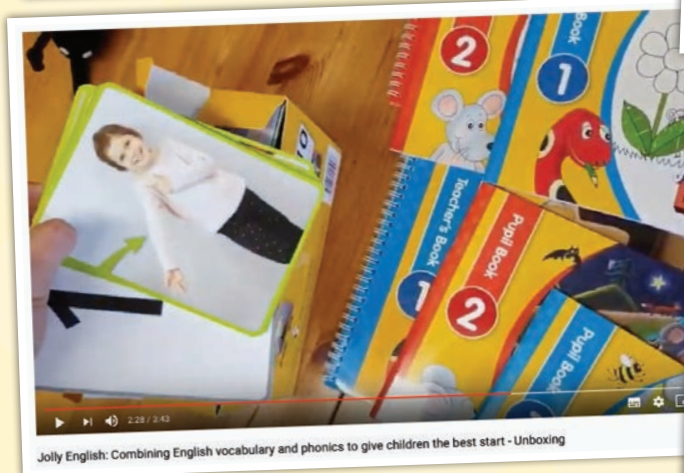 2
Book
1
Teacher's Book
1
Pupil Book
2
Pupil Book
1
2:28 / 3:43
Jolly English: Combining English vocabulary and phonics to give children the best start - Unboxing